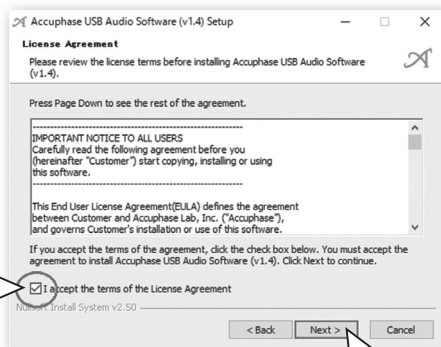 Accuphase USB Audio Software (v1.4) Setup
License Agreement
Please review the license terms before installing Accuphase USB Audio Software
(v1.4).
Press Page Down to see the rest of the agreement.
------------------------------------------------------------
IMPORTANT NOTICE TO ALL USERS
Carefully read the following agreement before you
(hereinafter "Customer") start copying, installing or using
this software.
------------------------------------------------------------
This End User License Agreement(EULA) defines the agreement
between Customer and Accuphase Lab, Inc. ("Accuphase"),
and governs Customer's installation or use of this software.
If you accept the terms of the agreement, click the check box below. You must accept the
agreement to install Accuphase USB Audio Software (v1.4). Click Next to continue.
I accept the terms of the License Agreement
Nullsoft Install System v2.50
< Back Next > Cancel